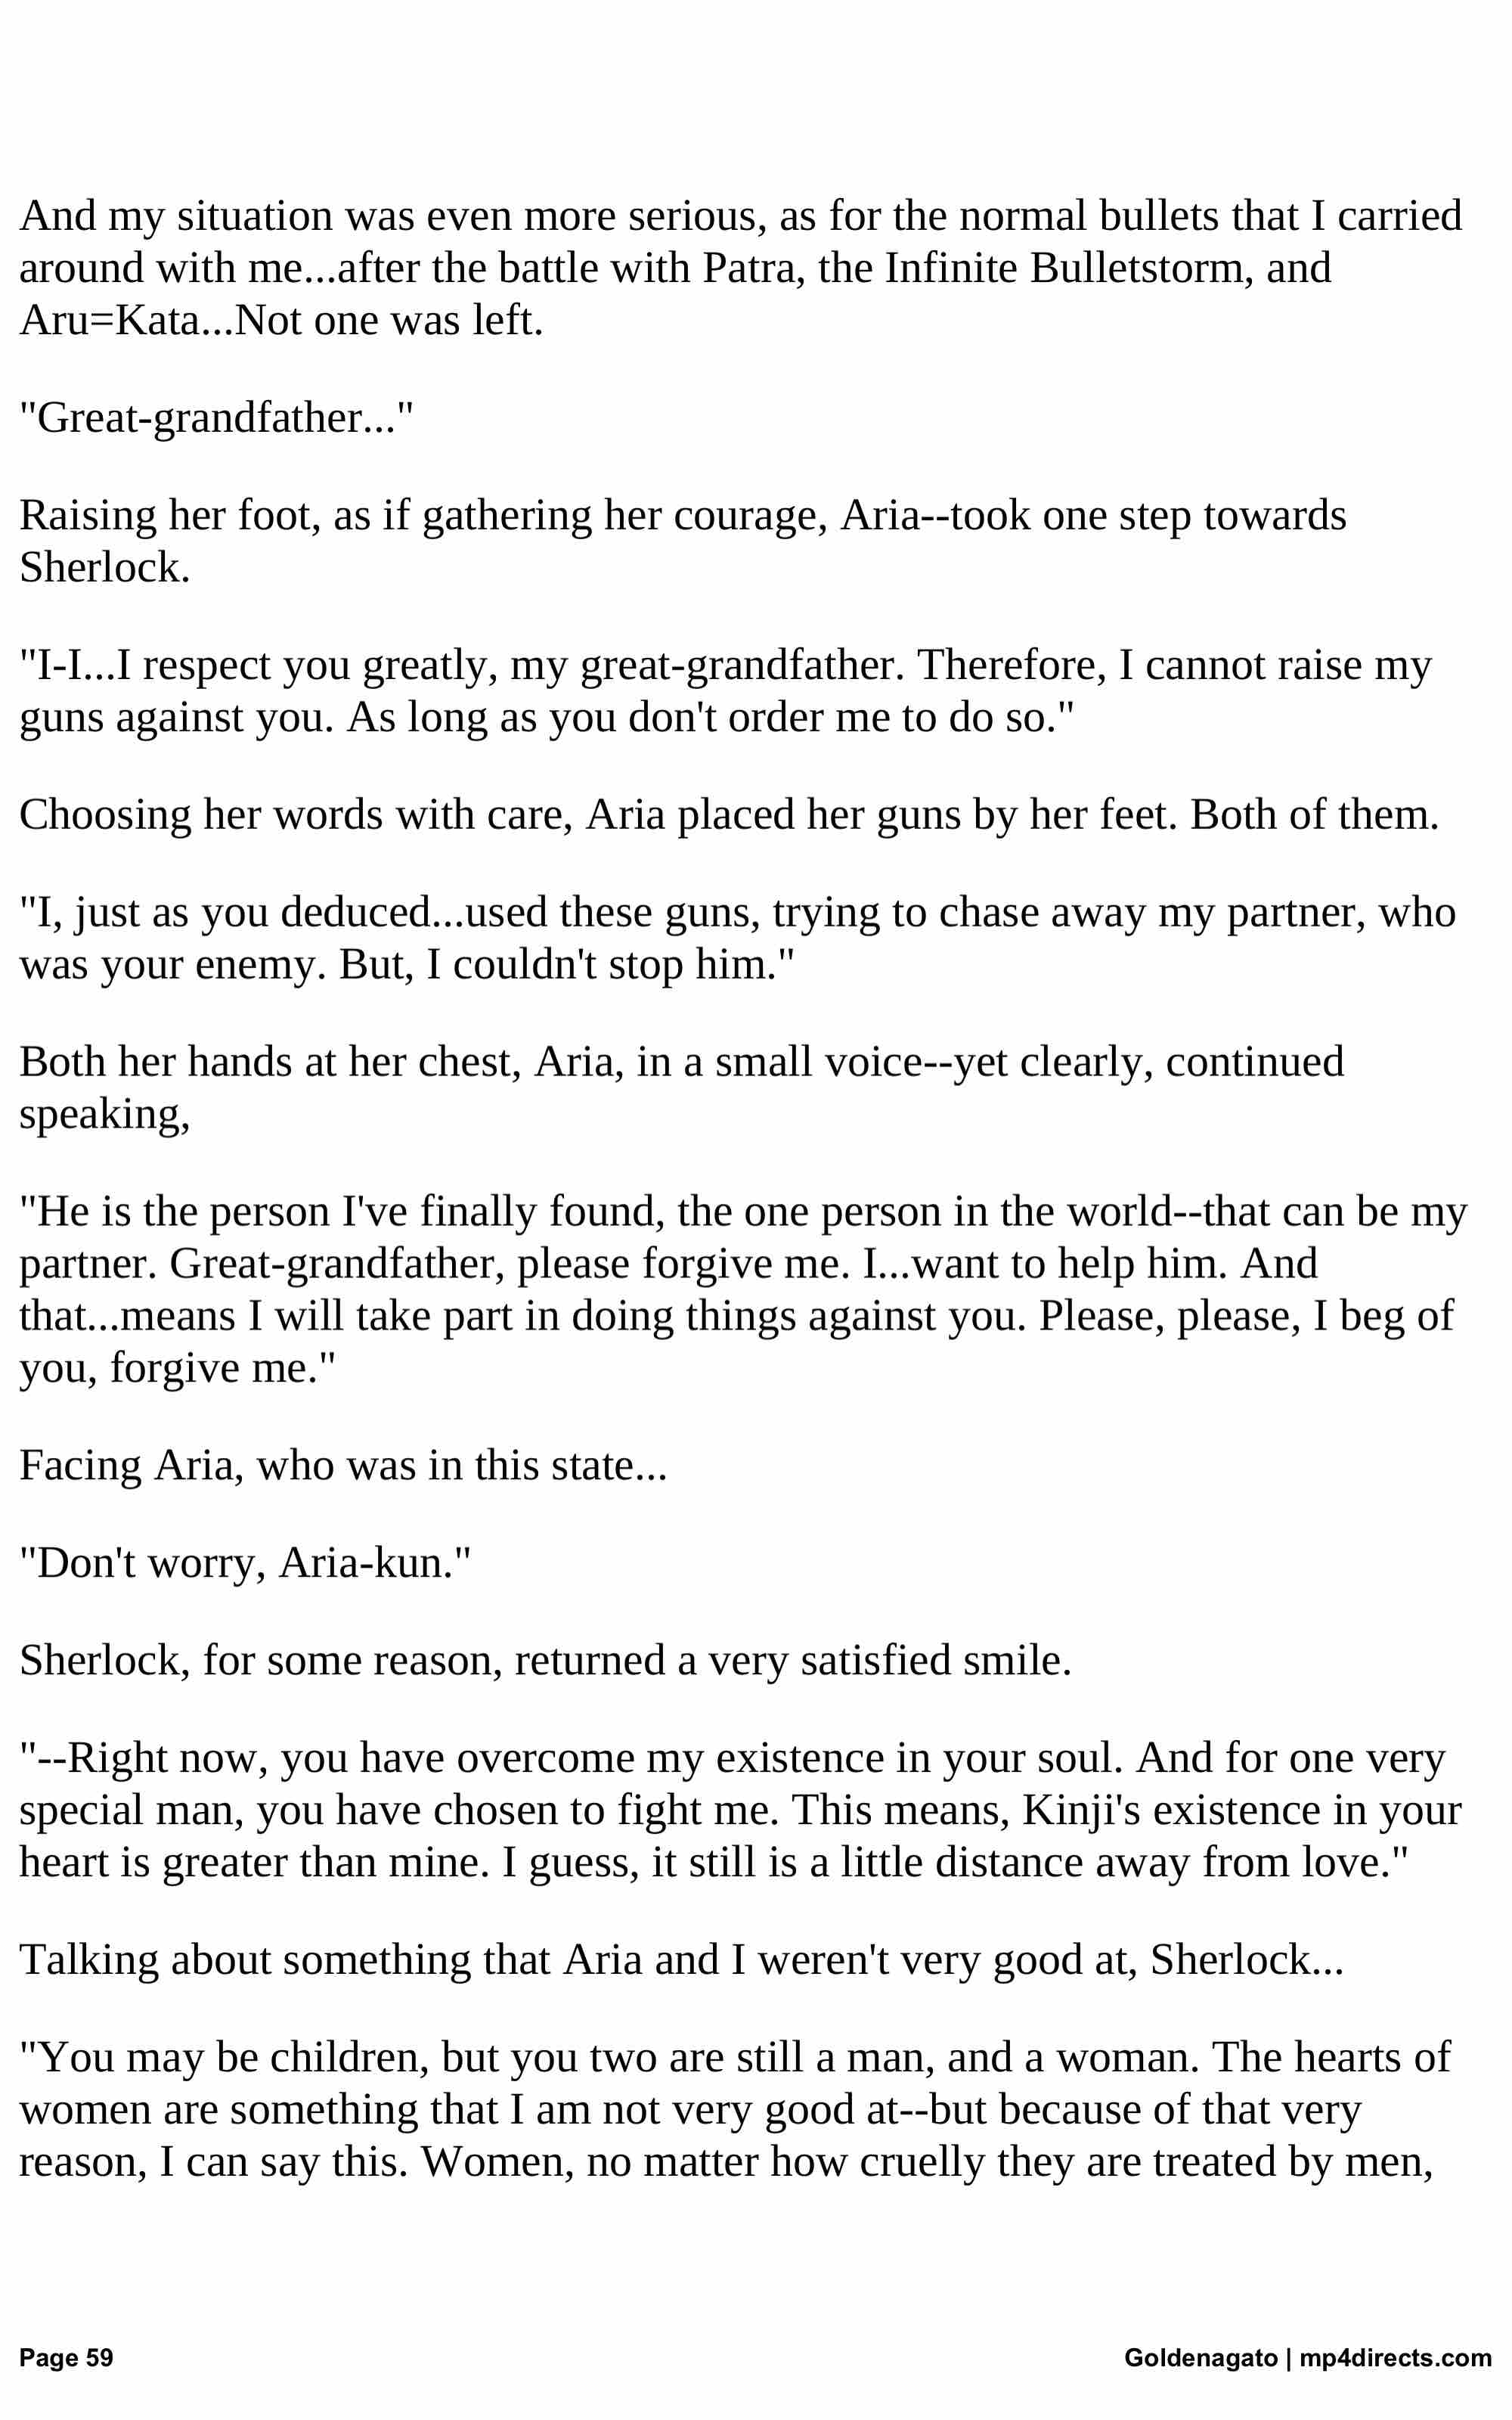 And my situation was even more serious, as for the normal bullets that I carried
around with me...after the battle with Patra, the Infinite Bulletstorm, and
Aru=Kata...Not one was left.
"Great-grandfather..."
Raising her foot, as if gathering her courage, Aria--took one step towards
Sherlock.
"I-I...I respect you greatly, my great-grandfather. Therefore, I cannot raise my
guns against you. As long as you don't order me to do so."
Choosing her words with care, Aria placed her guns by her feet. Both of them.
"I, just as you deduced...used these guns, trying to chase away my partner, who
was your enemy. But, I couldn't stop him."
Both her hands at her chest, Aria, in a small voice--yet clearly, continued
speaking,
"He is the person I've finally found, the one person in the world--that can be my
partner. Great-grandfather, please forgive me. I...want to help him. And
that...means I will take part in doing things against you. Please, please, I beg of
you, forgive me."
Facing Aria, who was in this state...
"Don't worry, Aria-kun."
Sherlock, for some reason, returned a very satisfied smile.
"--Right now, you have overcome my existence in your soul. And for one very
special man, you have chosen to fight me. This means, Kinji's existence in your
heart is greater than mine. I guess, it still is a little distance away from love."
Talking about something that Aria and I weren't very good at, Sherlock...
"You may be children, but you two are still a man, and a woman. The hearts of
women are something that I am not very good at--but because of that very
reason, I can say this. Women, no matter how cruelly they are treated by men,
Page 59
Goldenagato | mp4directs.com